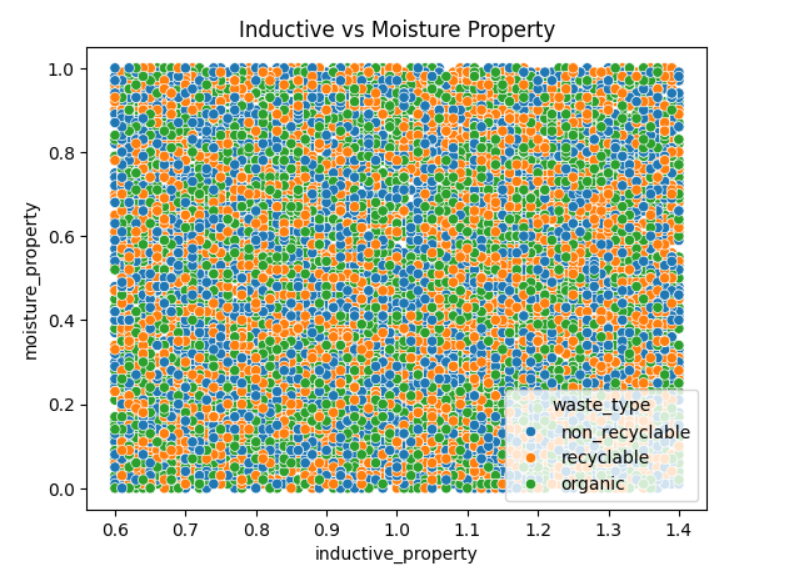 Inductive vs Moisture Property
moisture_property
1.0
0.8
0.6
0.4
0.2
0.0
waste_type
non_recyclable
recyclable
organic
0.6 0.7 0.8 0.9 1.0 1.1 1.2 1.3 1.4
inductive_property